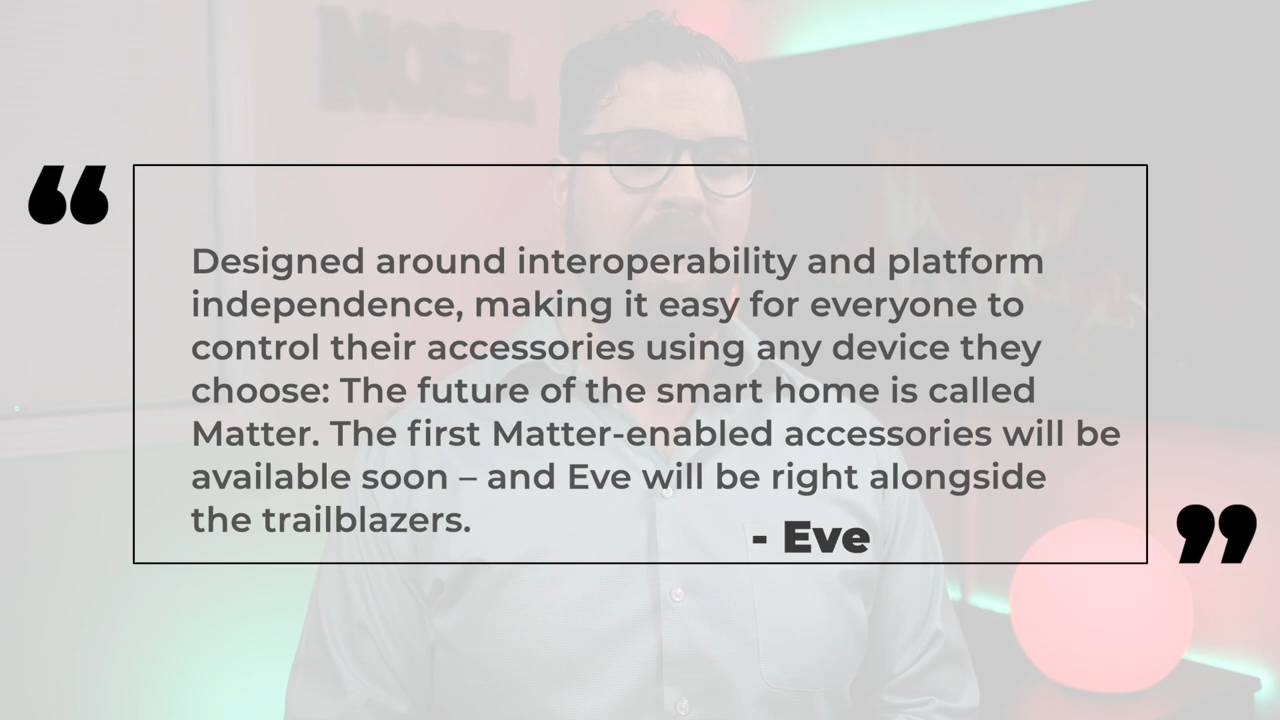 NOEL
“
Designed around interoperability and platform
independence, making it easy for everyone to
control their accessories using any device they
choose: The future of the smart home is called
Matter. The first Matter-enabled accessories will be
available soon – and Eve will be right alongside
the trailblazers.
- Eve
”